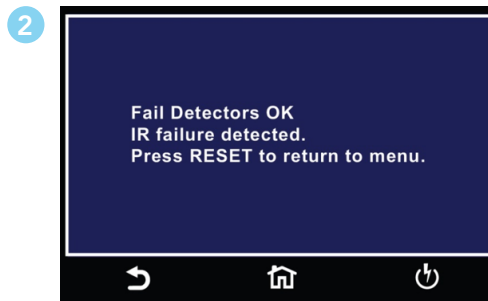 2
Fail Detectors OK
IR failure detected.
Press RESET to return to menu.